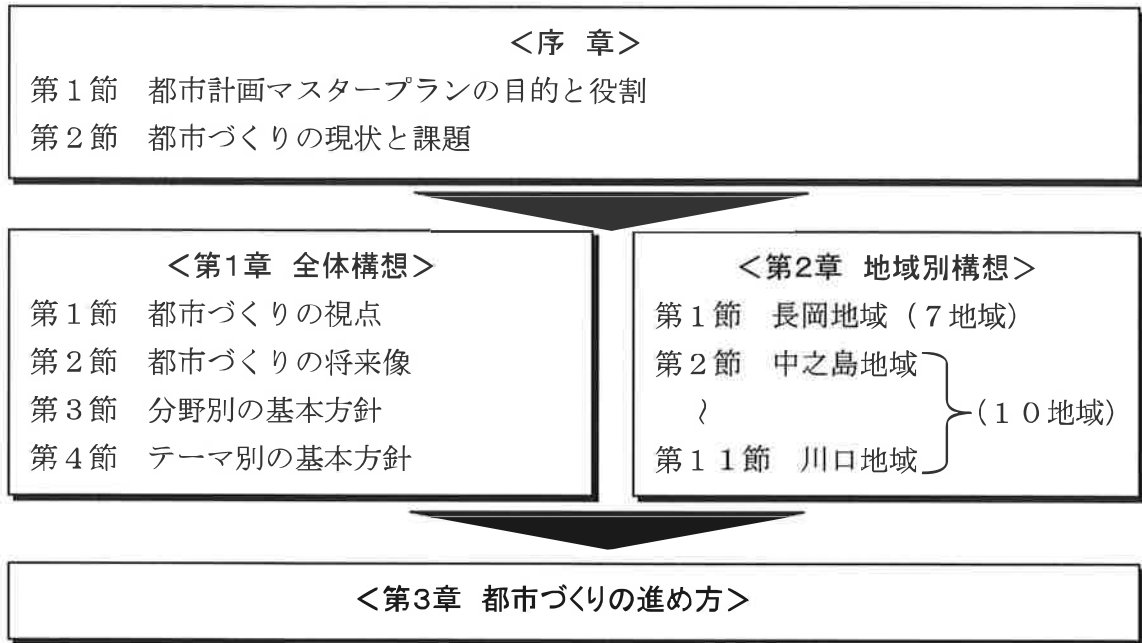 ＜序 章＞
第１節　都市計画マスタープランの目的と役割
第２節　都市づくりの現状と課題
＜第1章 全体構想＞
第１節　都市づくりの視点
第２節　都市づくりの将来像
第３節　分野別の基本方針
第４節　テーマ別の基本方針
＜第2章 地域別構想＞
第１節　長岡地域（７地域）
第２節　中之島地域
～
（１０地域）
第１１節　川口地域
＜第3章 都市づくりの進め方＞